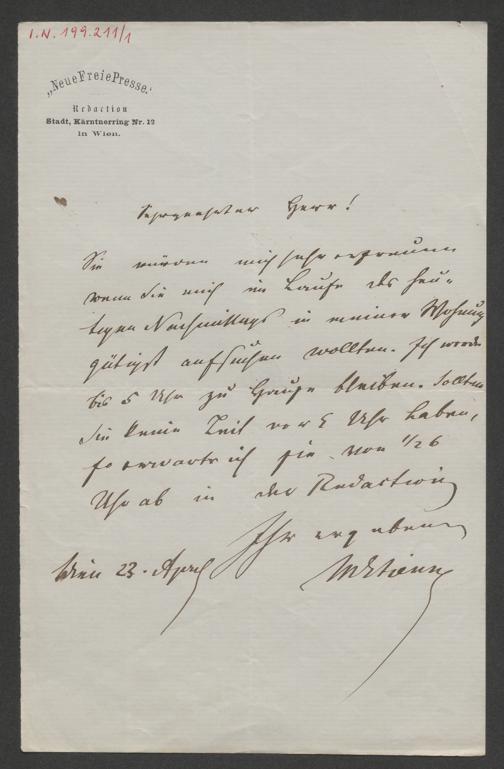 I.N. 199.211/1
„Neue Freie Presse.“
Redaction
Stadt, Kärntnerring Nr. 12
in Wien.
Sehrgeehrter Herr!
Sie würden mich sehr erfreuen
wenn Sie mich im Laufe des heu-
tigen Nachmittags in meiner Wohnung
gütigst aufsuchen wollten. Ich werde
bis 5 Uhr zu Hause bleiben. Sollten
Sie keine Zeit vor 5 Uhr haben,
so erwarte ich sie von 1/2 6
Uhr ab in der Redaction
Ihr ergebener
Wien 23. April
MEtienne